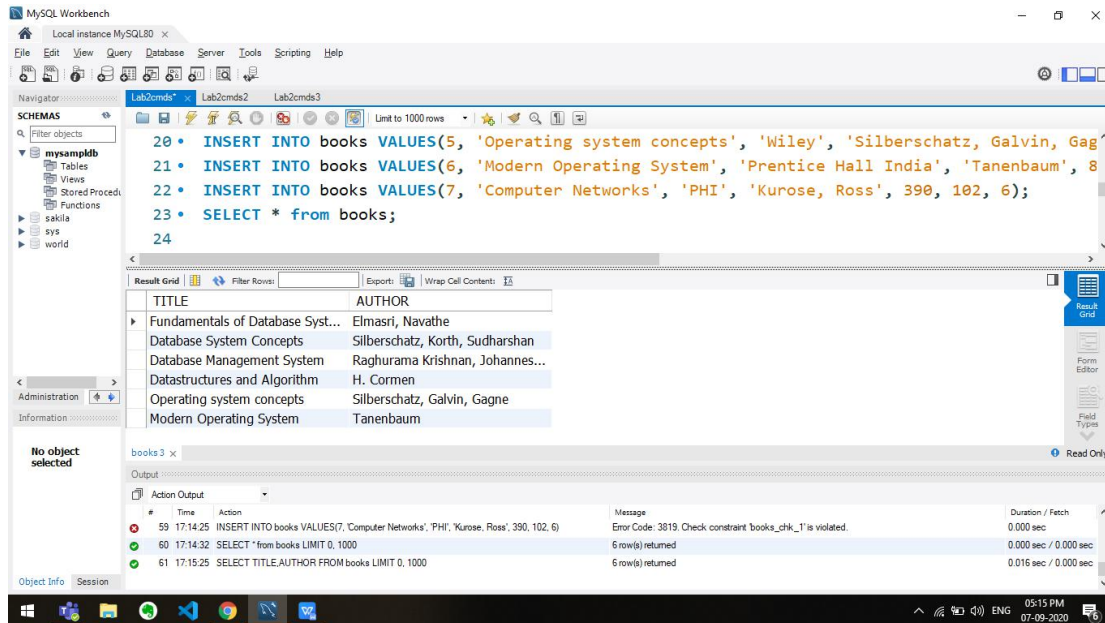 MySQL Workbench
Local instance MySQL80
File Edit View Query Database Server Tools Scripting Help
Navigator
SCHEMAS
Filter objects
mysampldb
Tables
Views
Stored Procedu
Functions
sakila
sys
world
Administration
Information
No object
selected
Object Info Session
Lab2cmds* Lab2cmds2 Lab2cmds3
Limit to 1000 rows
20 INSERT INTO books VALUES(5, 'Operating system concepts', 'Wiley', 'Silberschatz, Galvin, Gag
21 INSERT INTO books VALUES(6, 'Modern Operating System', 'Prentice Hall India', 'Tanenbaum', 8
22 INSERT INTO books VALUES(7, 'Computer Networks', 'PHI', 'Kurose, Ross', 390, 102, 6);
23 SELECT * from books;
24
Result Grid Filter Rows: Export: Wrap Cell Content:
TITLE AUTHOR
Fundamentals of Database Syst... Elmasri, Navathe
Database System Concepts Silberschatz, Korth, Sudharshan
Database Management System Raghurama Krishnan, Johannes...
Datastructures and Algorithm H. Cormen
Operating system concepts Silberschatz, Galvin, Gagne
Modern Operating System Tanenbaum
Result
Grid
Form
Editor
Field
Types
books 3 Read Only
Output
Action Output
# Time Action Message Duration / Fetch
59 17:14:25 INSERT INTO books VALUES(7, 'Computer Networks', 'PHI', 'Kurose, Ross', 390, 102, 6) Error Code: 3819. Check constraint 'books_chk_1' is violated. 0.000 sec
60 17:14:32 SELECT * from books LIMIT 0, 1000 6 row(s) returned 0.000 sec / 0.000 sec
61 17:15:25 SELECT TITLE,AUTHOR FROM books LIMIT 0, 1000 6 row(s) returned 0.016 sec / 0.000 sec
ENG 05:15 PM
07-09-2020
6